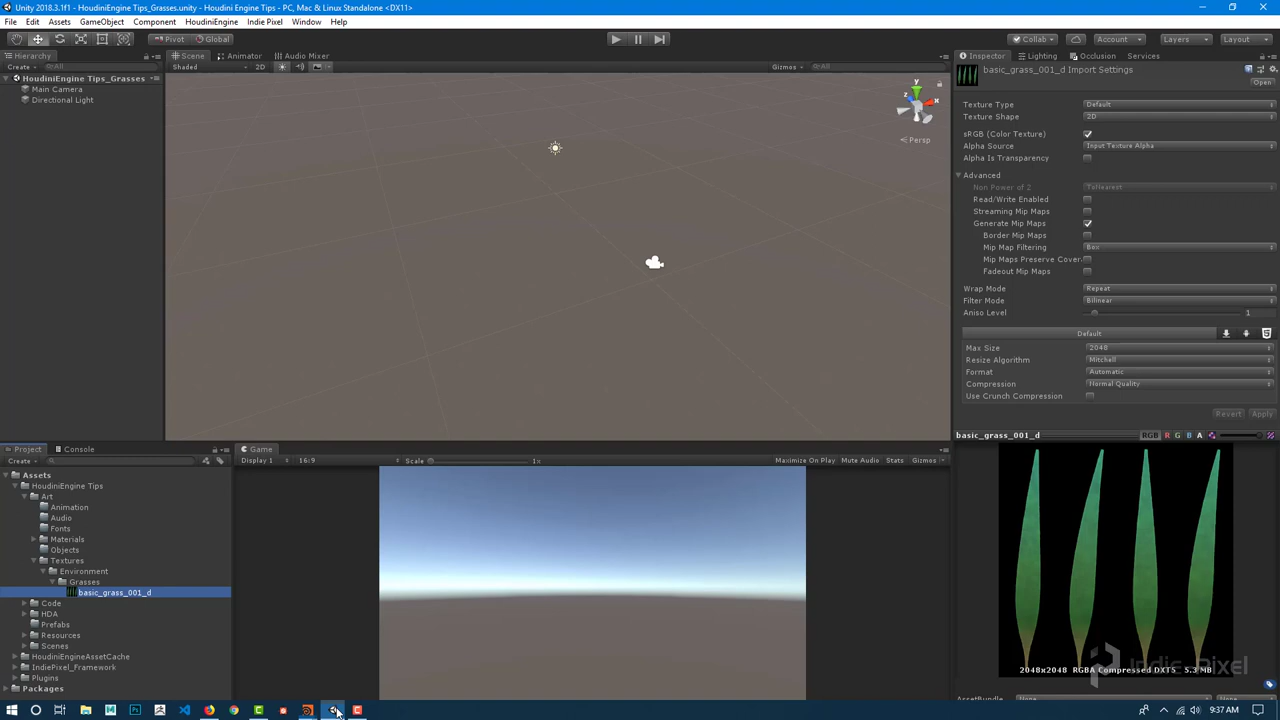 Unity 2018.3.1f1 - HoudiniEngine Tips_Grasses.unity - Houdini Engine Tips - PC, Mac & Linux Standalone <DX11>
File Edit Assets GameObject Component HoudiniEngine Indie Pixel Window Help
Pivot Global Collab Account Layers Layout
Hierarchy Scene Animator Audio Mixer Inspector Lighting Occlusion Services
Create All Shaded 2D Gizmos All
basic_grass_001_d Import Settings
Open
HoudiniEngine Tips_Grasses
Main Camera
Directional Light
y
x
z
Persp
Texture Type Default
Texture Shape 2D
sRGB (Color Texture)
Alpha Source Input Texture Alpha
Alpha Is Transparency
Advanced
Non Power of 2 ToNearest
Read/Write Enabled
Streaming Mip Maps
Generate Mip Maps
Border Mip Maps
Mip Map Filtering Box
Mip Maps Preserve Cover
Fadeout Mip Maps
Wrap Mode Repeat
Filter Mode Bilinear
Aniso Level 1
Default
Max Size 2048
Resize Algorithm Mitchell
Format Automatic
Compression Normal Quality
Use Crunch Compression
Revert Apply
basic_grass_001_d RGB R G B A
2048x2048 RGBA Compressed DXT5 5.3 MB
Indie-Pixel
AssetBundle None None
Project Console Game
Create Display 1 16:9 Scale 1x Maximize On Play Mute Audio Stats Gizmos
Assets
HoudiniEngine Tips
Art
Animation
Audio
Fonts
Materials
Objects
Textures
Environment
Grasses
basic_grass_001_d
Code
HDA
Prefabs
Resources
Scenes
HoudiniEngineAssetCache
IndiePixel_Framework
Plugins
Packages
9:37 AM